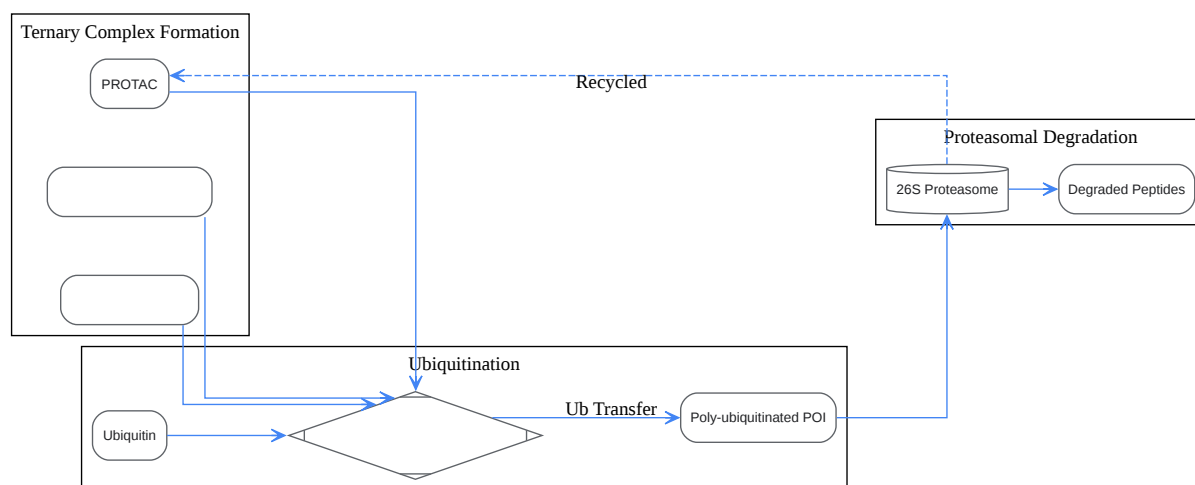 Ternary Complex Formation
PROTAC
Recycled
Proteasomal Degradation
26S Proteasome
Degraded Peptides
Ubiquitination
Ubiquitin
Ub Transfer
Poly-ubiquitinated POI